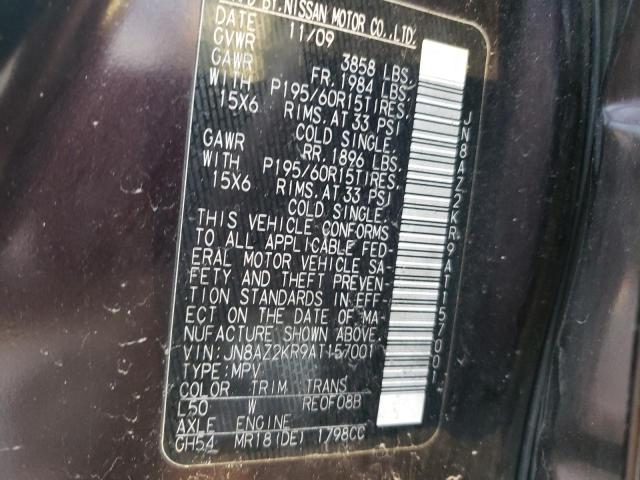 BY:NISSAN MOTOR CO.,LTD.
DATE 11/09
GVWR 3858 LBS.
GAWR FR. 1984 LBS.
WITH P195/60R15TIRES,
15X6 RIMS.AT 33 PSI
COLD SINGLE.
GAWR RR. 1896 LBS.
WITH P195/60R15TIRES,
15X6 RIMS.AT 33 PSI
COLD SINGLE.
THIS VEHICLE CONFORMS
TO ALL APPLICABLE FED-
ERAL MOTOR VEHICLE SA-
FETY AND THEFT PREVEN-
TION STANDARDS IN EFF-
ECT ON THE DATE OF MA-
NUFACTURE SHOWN ABOVE.
VIN: JN8AZ2KR9AT157001
TYPE: MPV
COLOR TRIM TRANS
L50 W RE0F08B
AXLE ENGINE
GH54 MR18(DE) 1798CC
JN8AZ2KR9AT157001